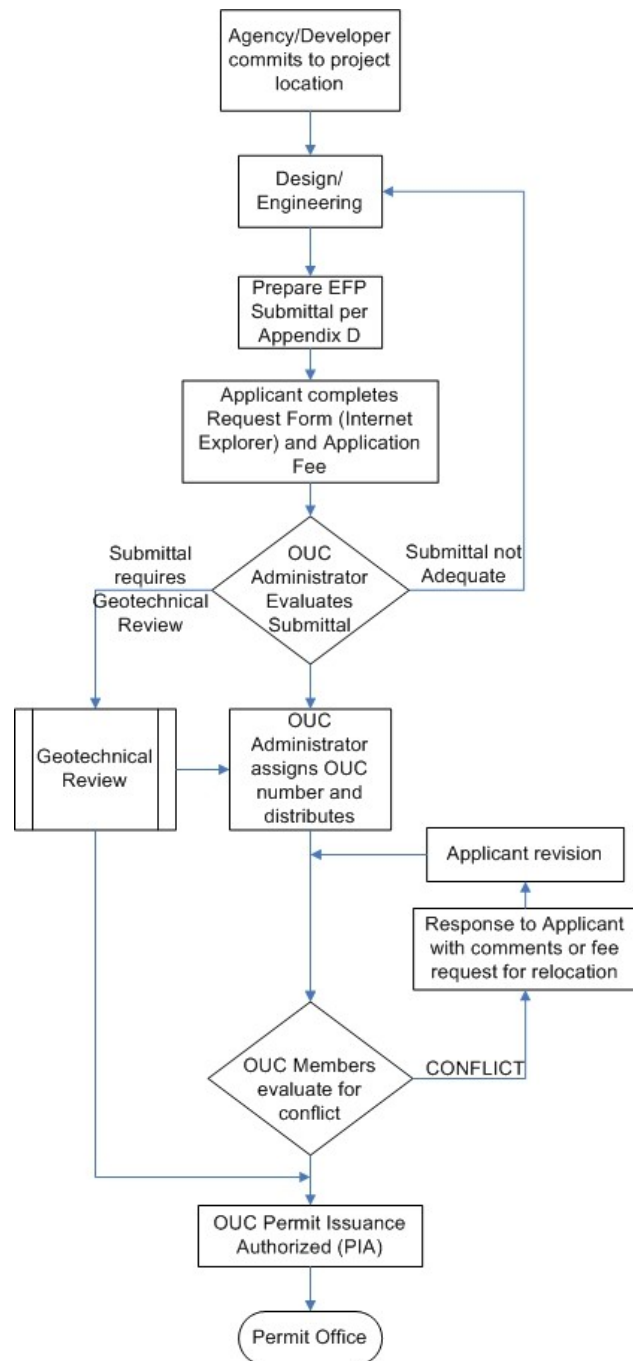 Agency/Developer
commits to project
location
Design/
Engineering
Prepare EFP
Submittal per
Appendix D
Applicant completes
Request Form (Internet
Explorer) and Application
Fee
Submittal
requires
Geotechnical
Review
OUC
Administrator
Evaluates
Submittal
Submittal not
Adequate
Geotechnical
Review
OUC
Administrator
assigns OUC
number and
distributes
Applicant revision
Response to Applicant
with comments or fee
request for relocation
OUC Members
evaluate for
conflict
CONFLICT
OUC Permit Issuance
Authorized (PIA)
Permit Office